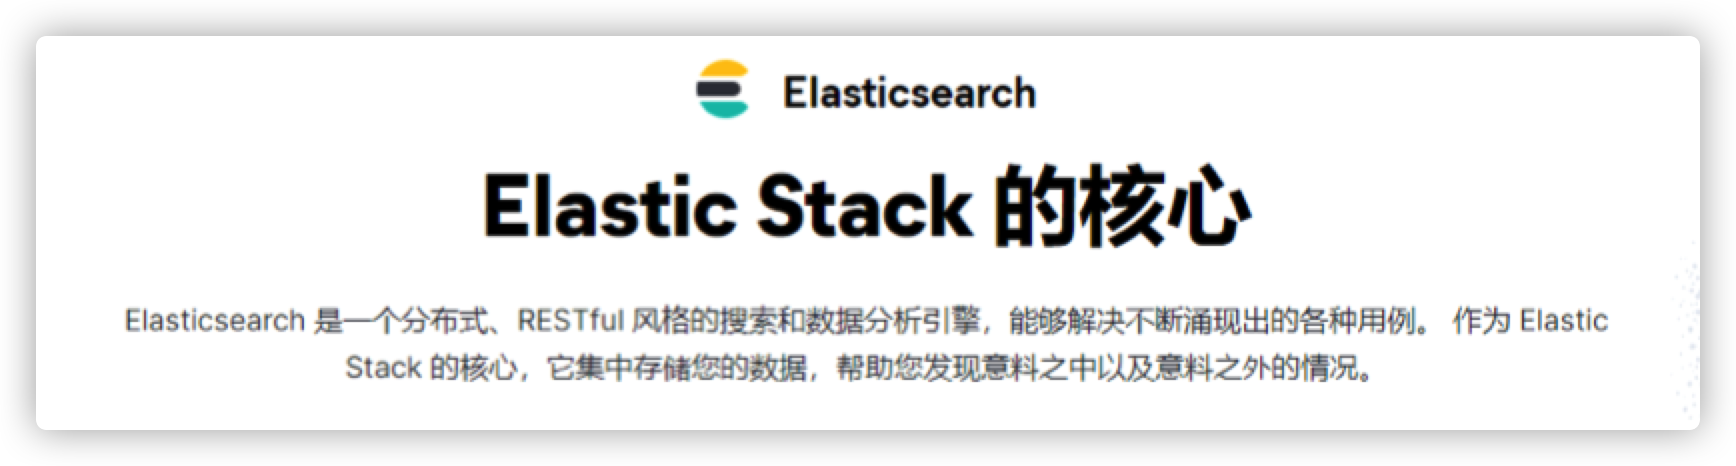 Elasticsearch
Elastic Stack 的核心
Elasticsearch 是一个分布式、RESTful 风格的搜索和数据分析引擎，能够解决不断涌现出的各种用例。 作为 Elastic
Stack 的核心，它集中存储您的数据，帮助您发现意料之中以及意料之外的情况。